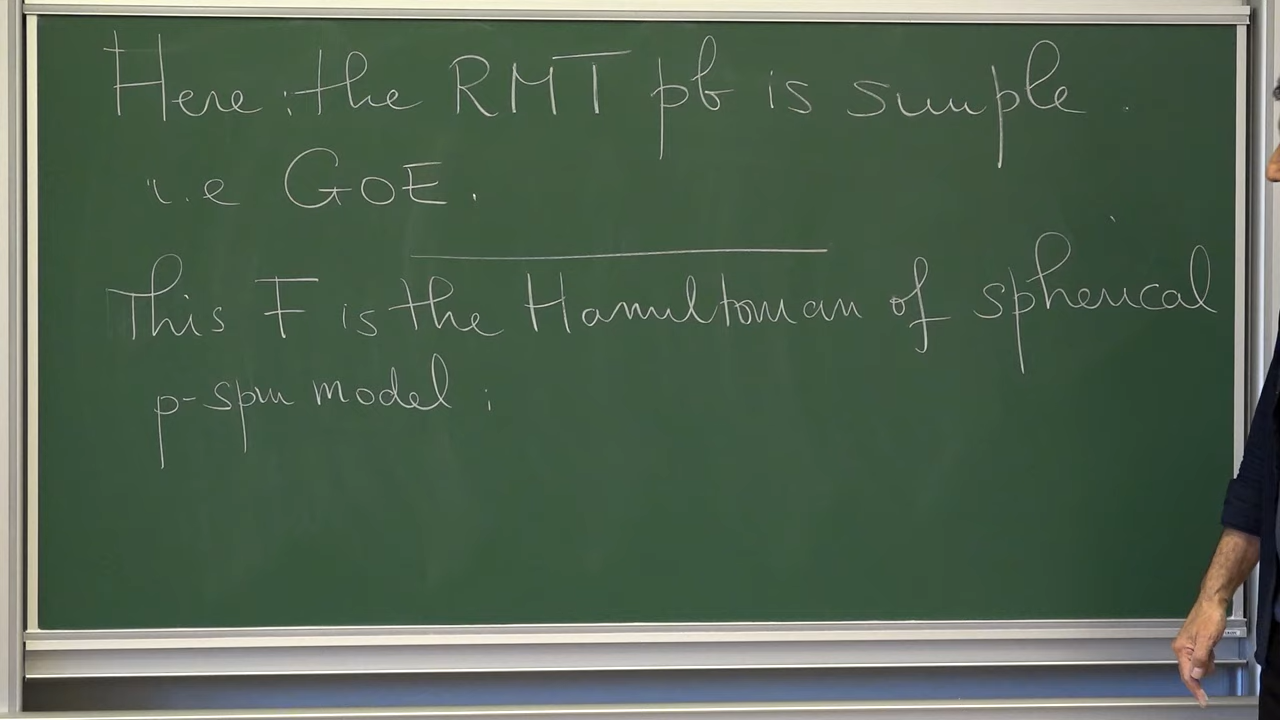 Here: the RMT pb is simple.
i.e GOE.
This F is the Hamiltonian of spherical
p-spin model :